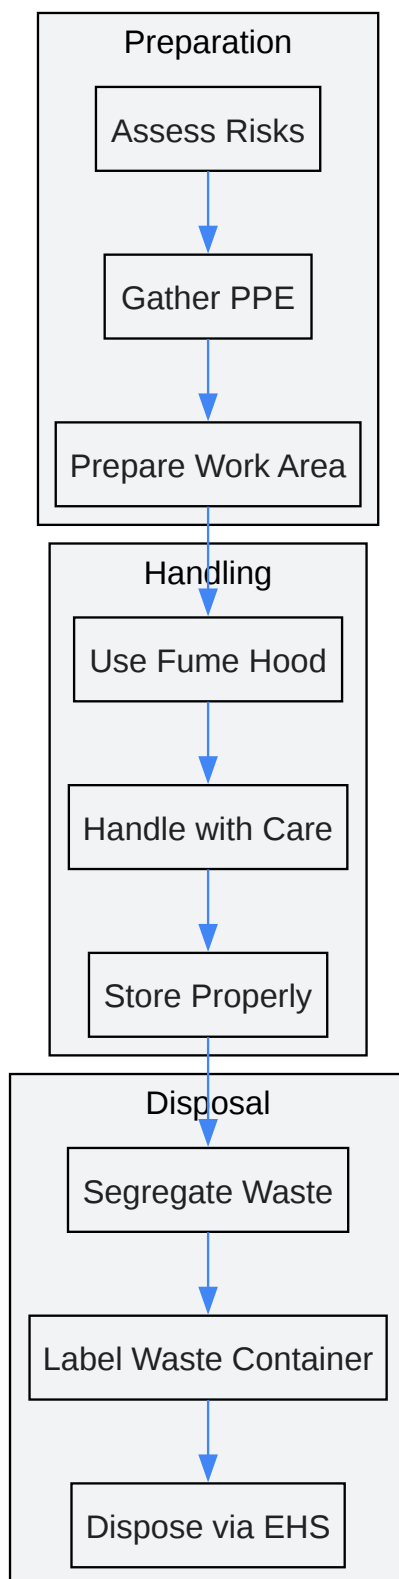 Preparation
Assess Risks
Gather PPE
Prepare Work Area
Handling
Use Fume Hood
Handle with Care
Store Properly
Disposal
Segregate Waste
Label Waste Container
Dispose via EHS